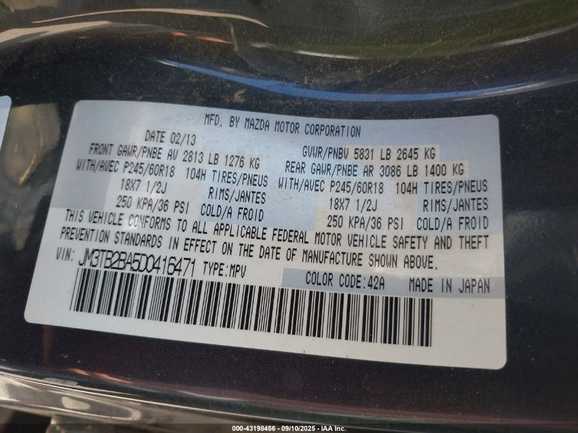 MFD. BY MAZDA MOTOR CORPORATION
DATE 02/13 GVWR/PNBV 5831 LB 2645 KG
FRONT GAWR/PNBE AV 2813 LB 1276 KG REAR GAWR/PNBE AR 3086 LB 1400 KG
WITH/AVEC P245/60R18 104H TIRES/PNEUS WITH/AVEC P245/60R18 104H TIRES/PNEUS
18X7 1/2J RIMS/JANTES 18X7 1/2J RIMS/JANTES
250 KPA/36 PSI COLD/A FROID 250 KPA/36 PSI COLD/A FROID
THIS VEHICLE CONFORMS TO ALL APPLICABLE FEDERAL MOTOR VEHICLE SAFETY AND THEFT
PREVENTION STANDARDS IN EFFECT ON THE DATE OF MANUFACTURE SHOWN ABOVE.
VIN: JM3TB2BA5D0416471 TYPE:MPV
COLOR CODE:42A MADE IN JAPAN
000-43198456 - 09/10/2025 - IAA Inc.